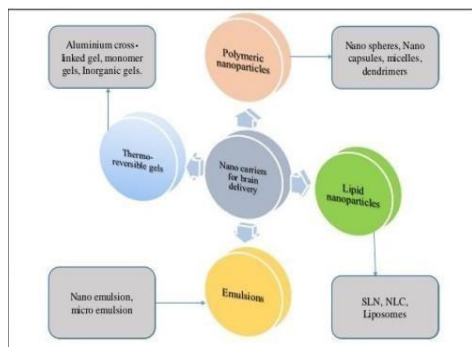 Aluminium cross-
linked gel, monomer
gels, Inorganic gels.
Polymeric
nanoparticles
Nano spheres, Nano
capsules, micelles,
dendrimers
Thermo-
reversible gels
Nano carriers
for brain
delivery
Lipid
nanoparticles
Nano emulsion,
micro emulsion
Emulsions
SLN, NLC,
Liposomes